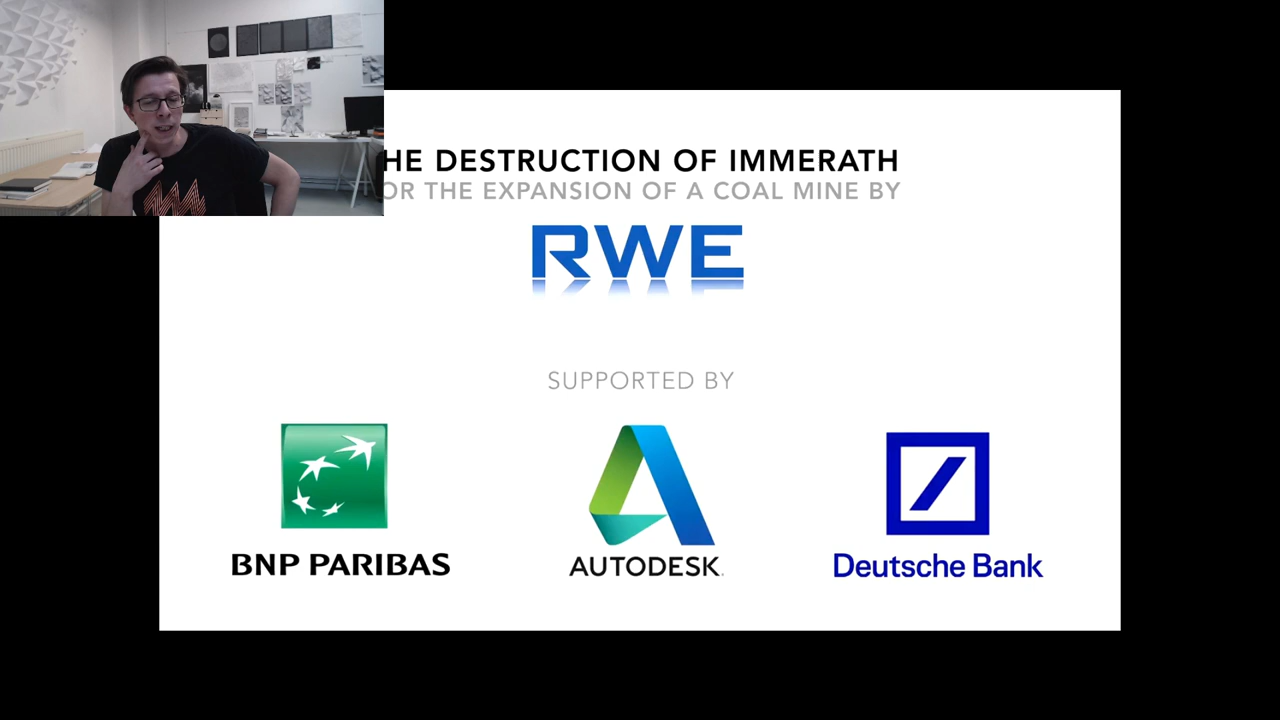 HE DESTRUCTION OF IMMERATH
OR THE EXPANSION OF A COAL MINE BY
RWE
SUPPORTED BY
BNP PARIBAS
AUTODESK.
Deutsche Bank